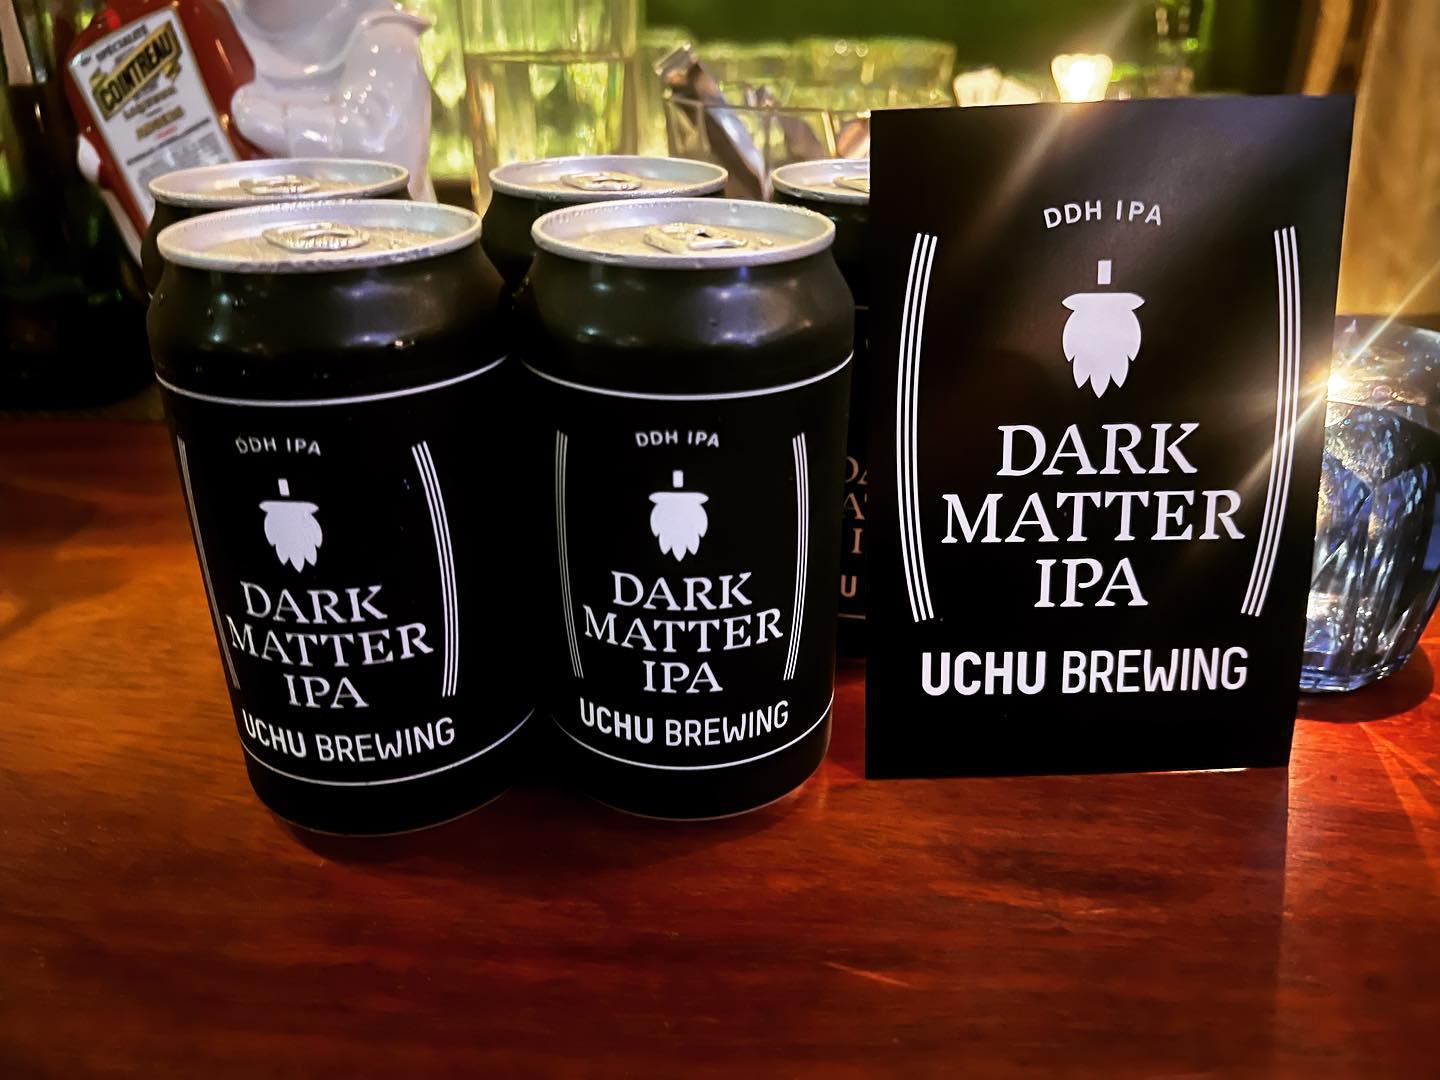 COINTREAU
DDH IPA
DARK
MATTER
IPA
UCHU BREWING
DDH IPA
DARK
MATTER
IPA
UCHU BREWING
DDH IPA
DARK
MATTER
IPA
UCHU BREWING